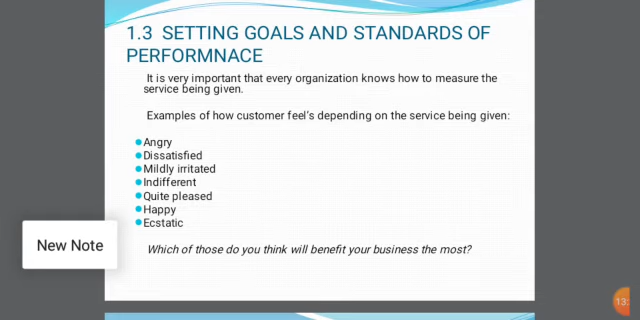 1.3 SETTING GOALS AND STANDARDS OF
PERFORMNACE
It is very important that every organization knows how to measure the
service being given.
Examples of how customer feel's depending on the service being given:
Angry
Dissatisfied
Mildly irritated
Indifferent
Quite pleased
Happy
Ecstatic
New Note
Which of those do you think will benefit your business the most?
13: